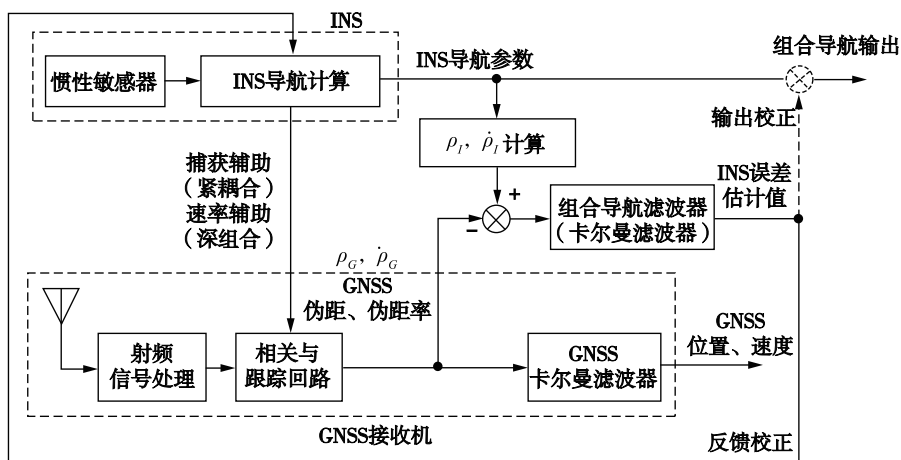 INS
组合导航输出
惯性敏感器
INS导航计算
INS导航参数
输出校正
ρ_I, ρ̇_I 计算
捕获辅助
(紧耦合)
速率辅助
(深组合)
+
−
组合导航滤波器
(卡尔曼滤波器)
INS误差
估计值
ρ_G, ρ̇_G
GNSS
伪距、伪距率
射频
信号处理
相关与
跟踪回路
GNSS
卡尔曼滤波器
GNSS
位置、速度
GNSS接收机
反馈校正